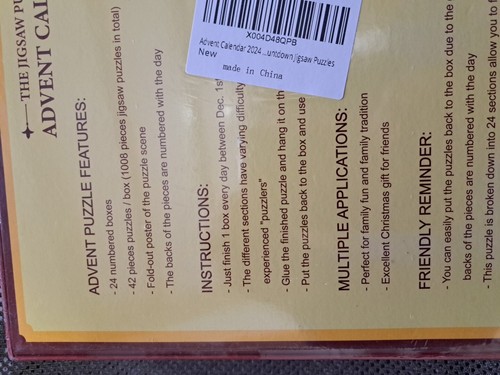 THE JIGSAW PU
ADVENT CAL
X004D48QPB
Advent Calendar 2024 ...untdown Jigsaw Puzzles
New
made in China
ADVENT PUZZLE FEATURES:
- 24 numbered boxes
- 42 pieces puzzles / box (1008 pieces jigsaw puzzles in total)
- Fold-out poster of the puzzle scene
- The backs of the pieces are numbered with the day
INSTRUCTIONS:
- Just finish 1 box every day between Dec. 1st
- The different sections have varying difficulty
experienced "puzzlers"
- Glue the finished puzzle and hang it on th
- Put the puzzles back to the box and use
MULTIPLE APPLICATIONS:
- Perfect for family fun and family tradition
- Excellent Christmas gift for friends
FRIENDLY REMINDER:
- You can easily put the puzzles back to the box due to the
backs of the pieces are numbered with the day
- This puzzle is broken down into 24 sections allow you to f